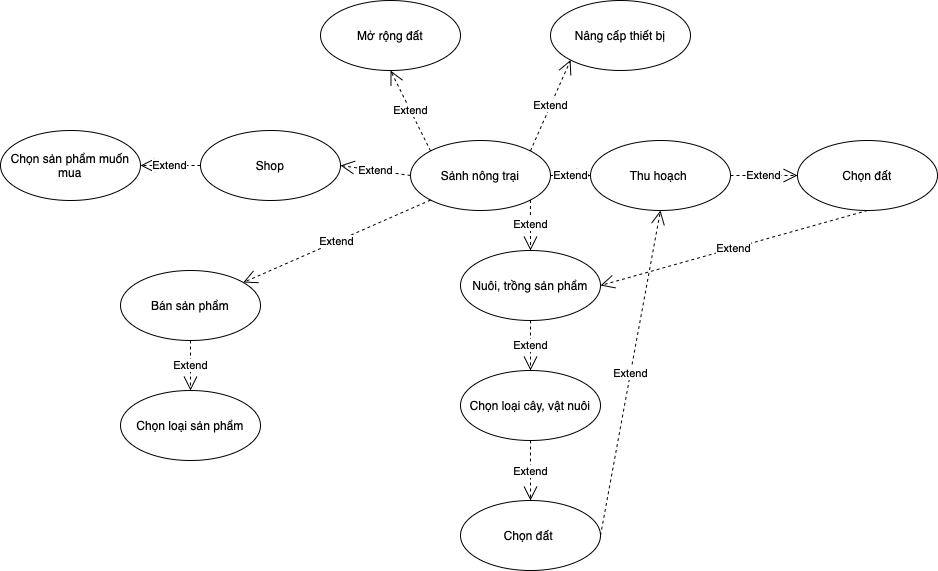 Mở rộng đất
Nâng cấp thiết bị
Extend
Extend
Chọn sản phẩm muốn
mua
Extend
Shop
Extend
Sảnh nông trại
Extend
Thu hoạch
Extend
Chọn đất
Extend
Extend
Extend
Nuôi, trồng sản phẩm
Bán sản phẩm
Extend
Extend
Extend
Chọn loại cây, vật nuôi
Chọn loại sản phẩm
Extend
Chọn đất